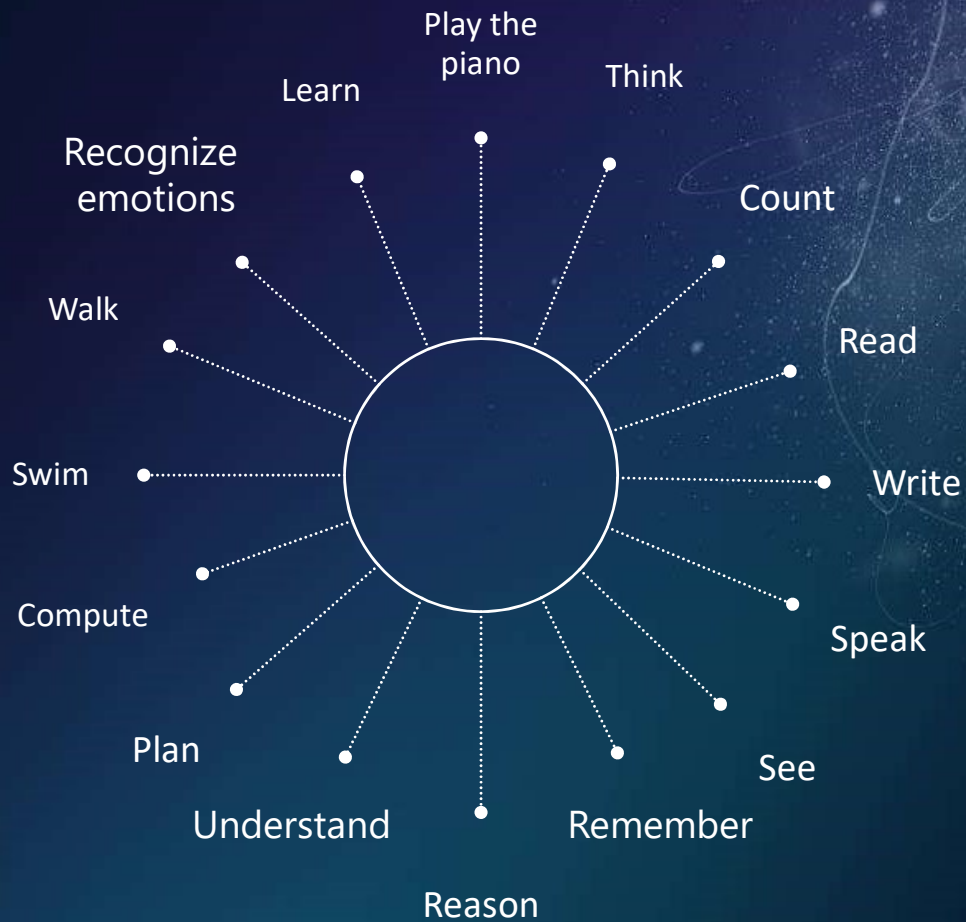 Play the
piano
Think
Count
Read
Write
Speak
See
Remember
Reason
Understand
Plan
Compute
Swim
Walk
Recognize
emotions
Learn